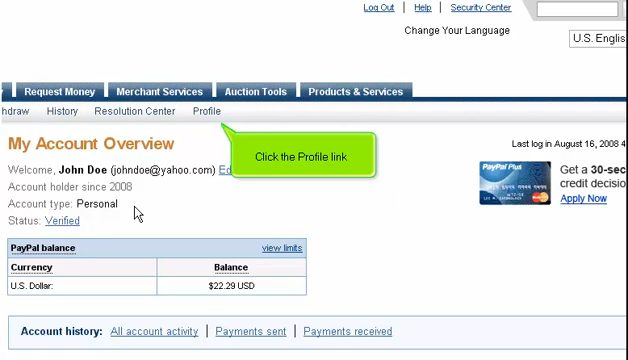 Log Out | Help | Security Center
Change Your Language
U.S. Englis
Request Money Merchant Services Auction Tools Products & Services
hdraw History Resolution Center Profile
My Account Overview
Last log in August 16, 2008 4
Click the Profile link
Welcome, John Doe (johndoe@yahoo.com) Ed
Account holder since 2008
Account type: Personal
Status: Verified
PayPal Plus
Get a 30-sec
credit decisio
Apply Now
PayPal balance view limits
Currency Balance
U.S. Dollar: $22.29 USD
Account history: All account activity | Payments sent | Payments received